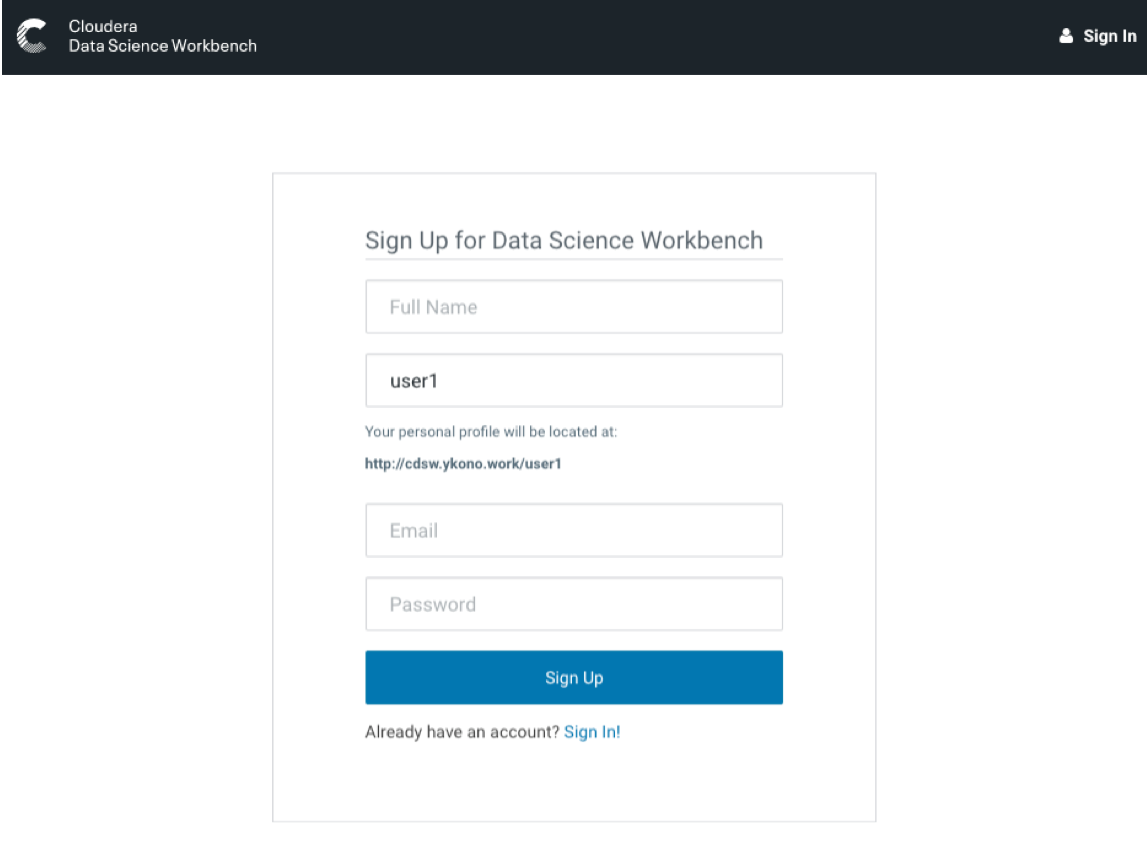 Cloudera
Data Science Workbench
Sign In
Sign Up for Data Science Workbench
Full Name
user1
Your personal profile will be located at:
http://cdsw.ykono.work/user1
Email
Password
Sign Up
Already have an account? Sign In!